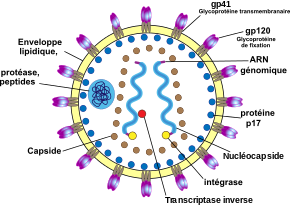 gp41
Glycoprotéine transmembranaire
gp120
Glycoprotéine
de fixation
ARN
génomique
Enveloppe
lipidique,
protéase,
peptides
protéine
p17
Capside
Nucléocapside
intégrase
Transcriptase inverse